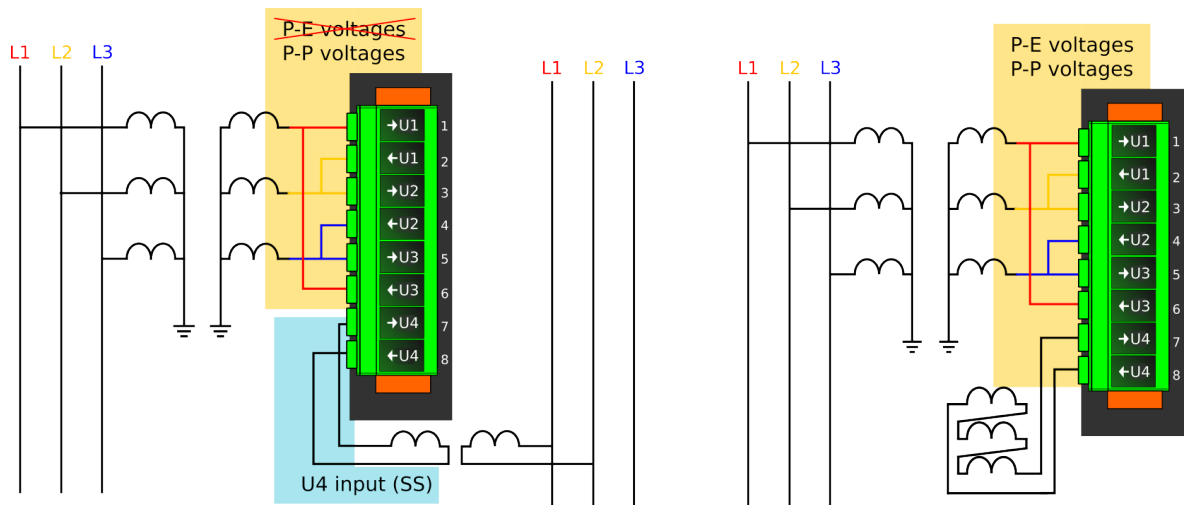 P-E voltages
P-P voltages
L1 L2 L3
→U1 1
←U1 2
→U2 3
←U2 4
→U3 5
←U3 6
→U4 7
←U4 8
U4 input (SS)
L1 L2 L3
L1 L2 L3
P-E voltages
P-P voltages
→U1 1
←U1 2
→U2 3
←U2 4
→U3 5
←U3 6
→U4 7
←U4 8